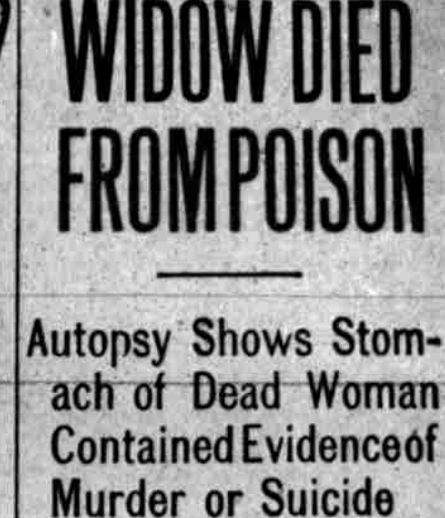 WIDOW DIED
FROM POISON
Autopsy Shows Stom-
ach of Dead Woman
Contained Evidence of
Murder or Suicide